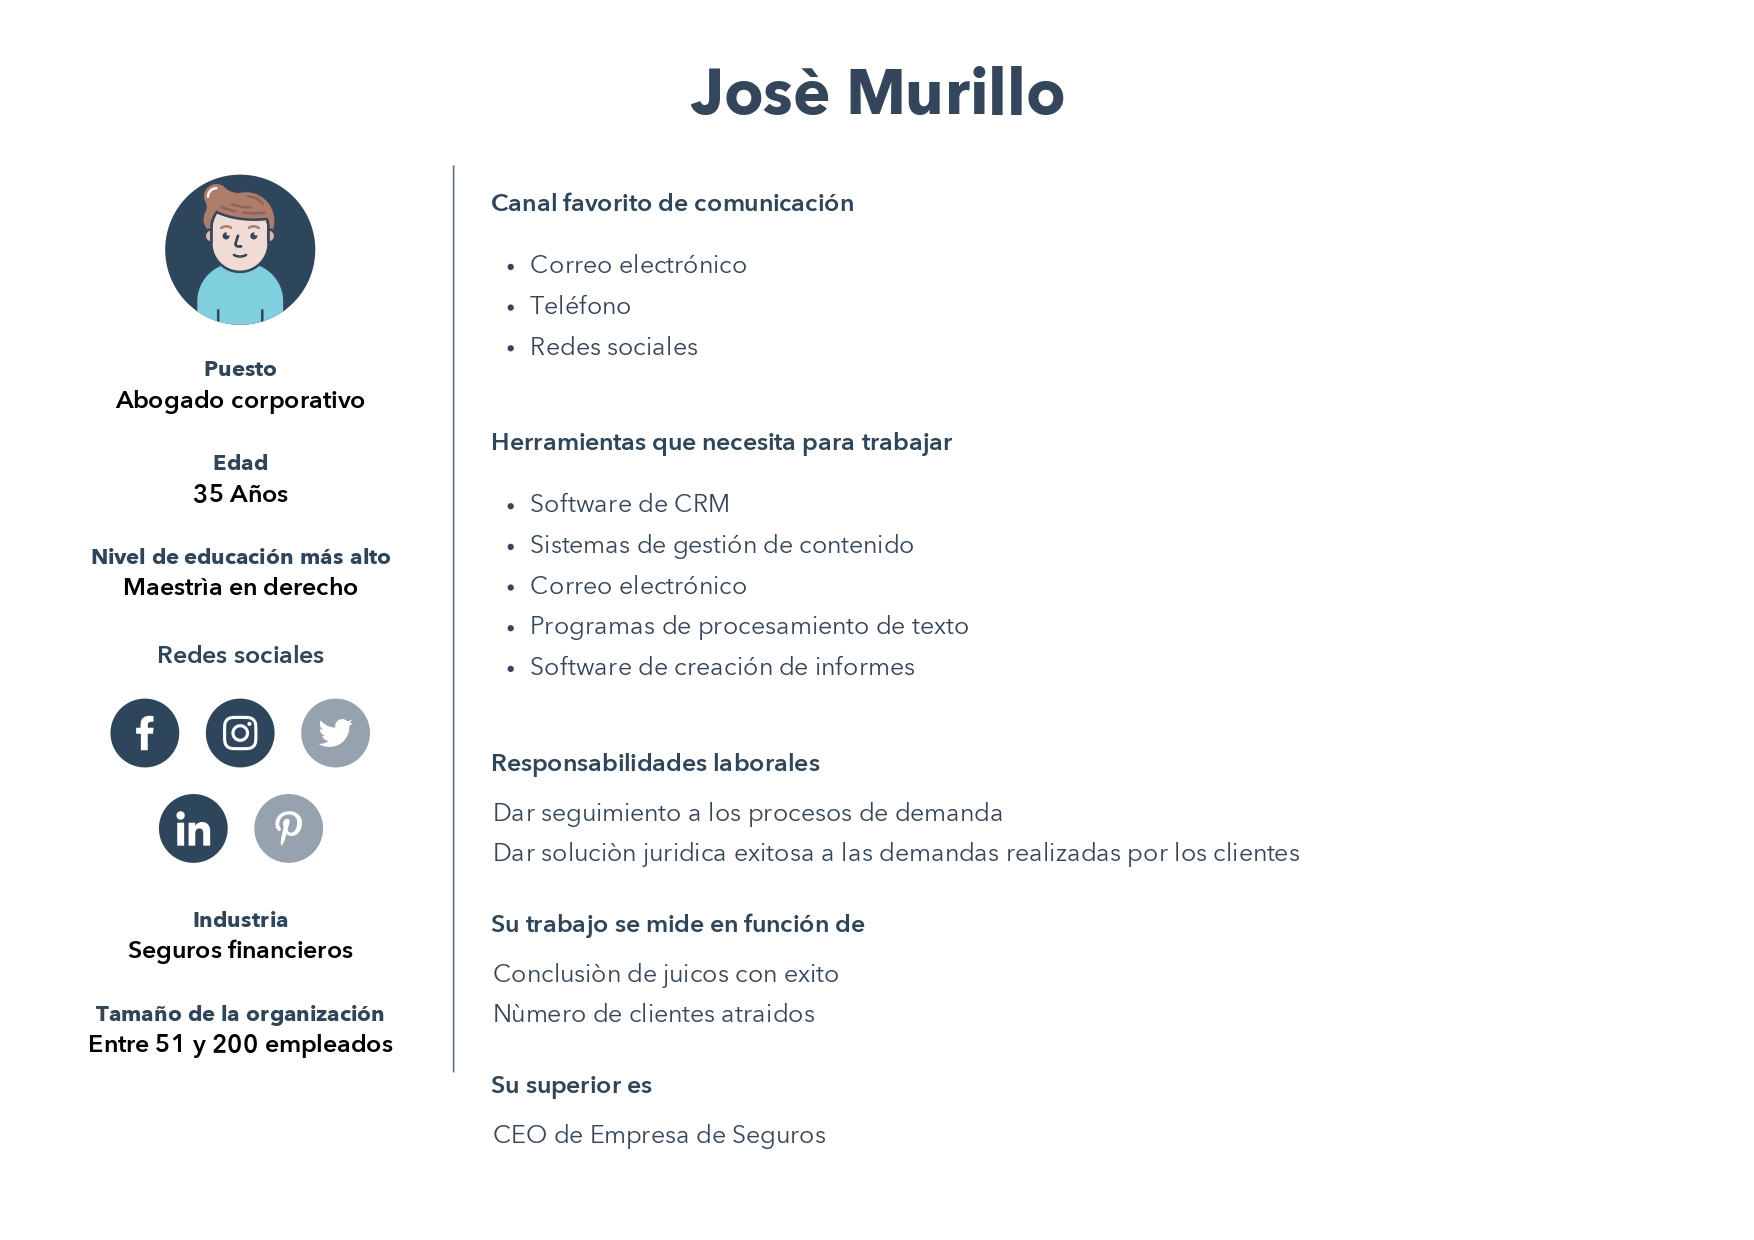 Josè Murillo
Puesto
Abogado corporativo
Edad
35 Años
Nivel de educación más alto
Maestrìa en derecho
Redes sociales
Industria
Seguros financieros
Tamaño de la organización
Entre 51 y 200 empleados
Canal favorito de comunicación
• Correo electrónico
• Teléfono
• Redes sociales
Herramientas que necesita para trabajar
• Software de CRM
• Sistemas de gestión de contenido
• Correo electrónico
• Programas de procesamiento de texto
• Software de creación de informes
Responsabilidades laborales
Dar seguimiento a los procesos de demanda
Dar soluciòn juridica exitosa a las demandas realizadas por los clientes
Su trabajo se mide en función de
Conclusiòn de juicos con exito
Nùmero de clientes atraidos
Su superior es
CEO de Empresa de Seguros